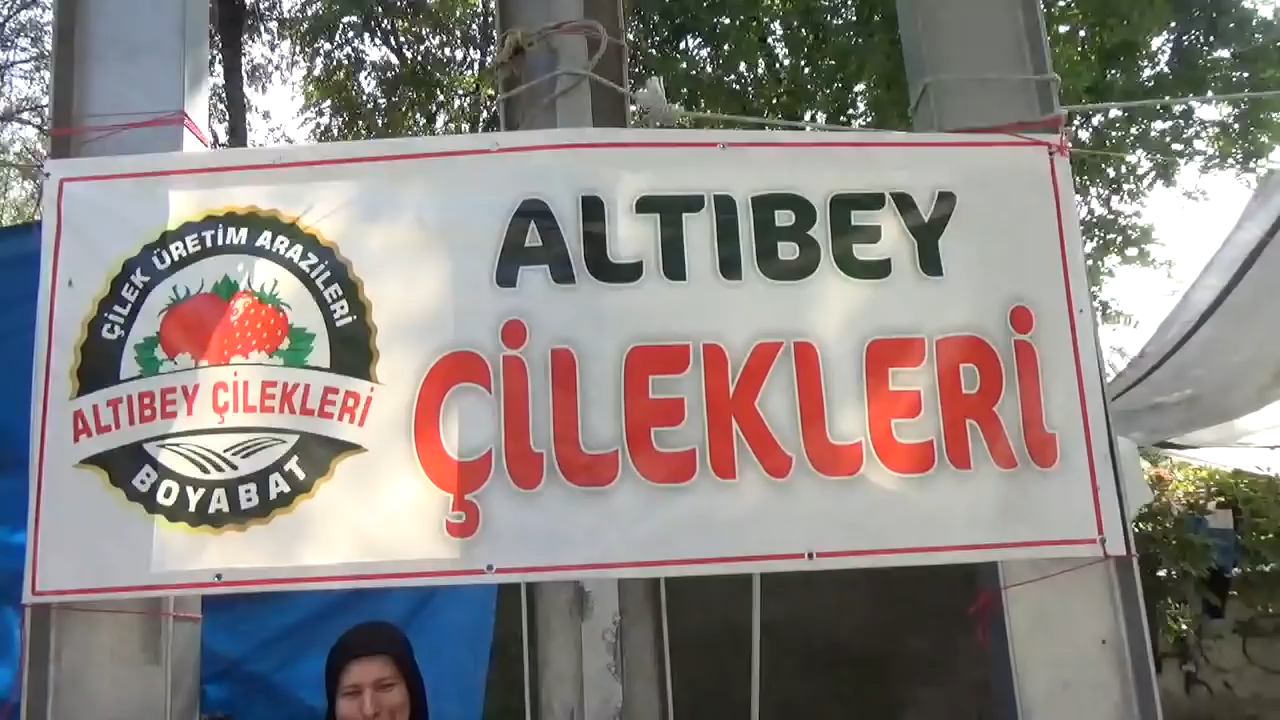 ÇİLEK ÜRETİM ARAZİLERİ
ALTIBEY ÇİLEKLERİ
BOYABAT
ALTIBEY
ÇİLEKLERİ